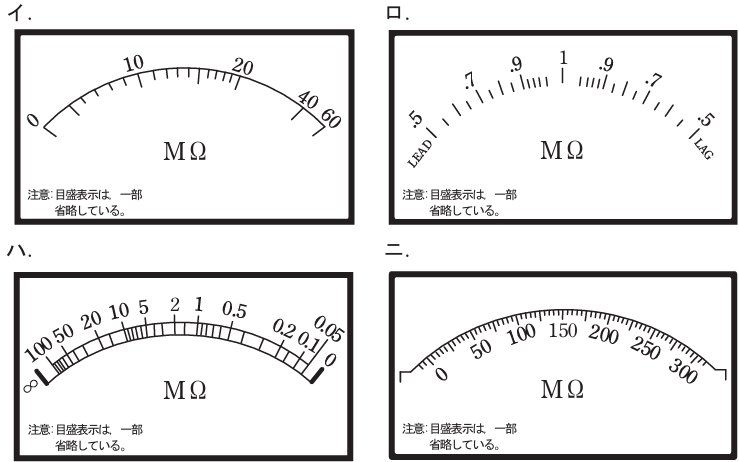 イ.
0 10 20 40 60
MΩ
注意：目盛表示は、一部
省略している。
ロ.
.5 .7 .9 1 .9 .7 .5
LEAD LAG
MΩ
注意：目盛表示は、一部
省略している。
ハ.
∞ 100 50 20 10 5 2 1 0.5 0.2 0.1 0.05 0
MΩ
注意：目盛表示は、一部
省略している。
ニ.
0 50 100 150 200 250 300
MΩ
注意：目盛表示は、一部
省略している。